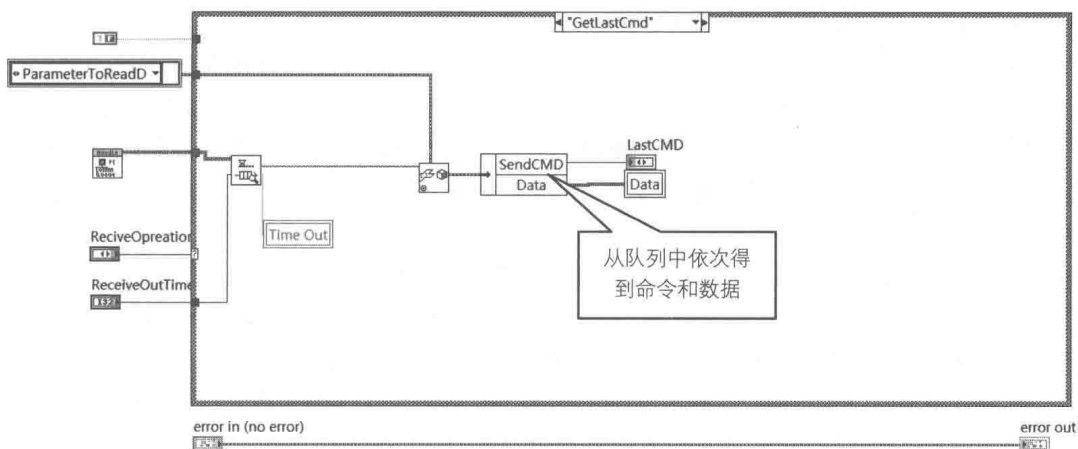 "GetLastCmd"
ParameterToReadD
LastCMD
SendCMD
Data
Data
Time Out
ReciveOpreation
ReceiveOutTime
从队列中依次得
到命令和数据
error in (no error)
error out